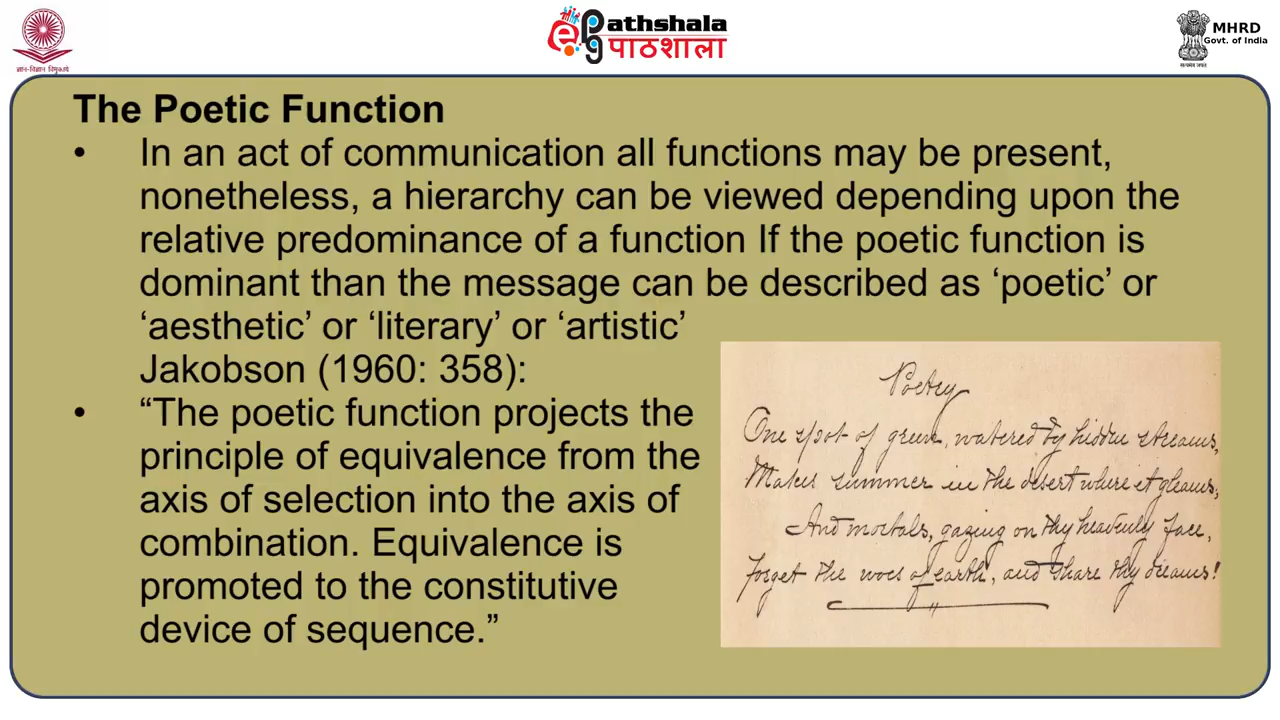 ज्ञान-विज्ञान विमुक्तये
ePathshala
पाठशाला
MHRD
Govt. of India
सत्यमेव जयते
The Poetic Function
• In an act of communication all functions may be present,
nonetheless, a hierarchy can be viewed depending upon the
relative predominance of a function If the poetic function is
dominant than the message can be described as ‘poetic’ or
‘aesthetic’ or ‘literary’ or ‘artistic’
Jakobson (1960: 358):
• “The poetic function projects the
principle of equivalence from the
axis of selection into the axis of
combination. Equivalence is
promoted to the constitutive
device of sequence.”
Poetry
One spot of green, watered by hidden streams,
Makes summer in the desert where it gleams;
And mortals, gazing on thy heavenly face,
Forget the woes of earth, and share thy dreams!